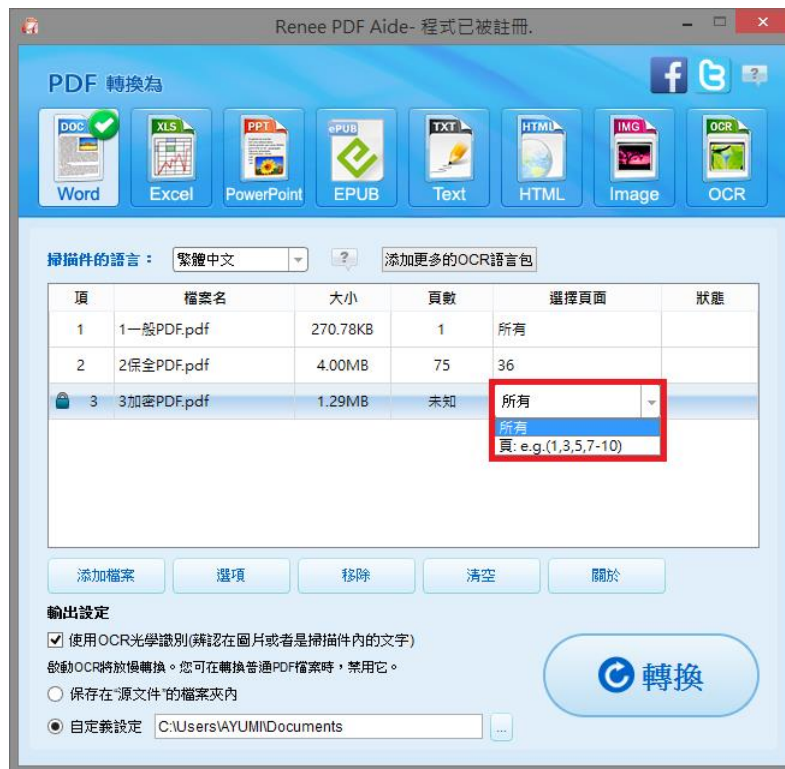 Renee PDF Aide- 程式已被註冊.
PDF 轉換為
DOC XLS PPT ePUB TXT HTML IMG OCR
Word Excel PowerPoint EPUB Text HTML Image OCR
掃描件的語言： 繁體中文 ? 添加更多的OCR語言包
項 檔案名 大小 頁數 選擇頁面 狀態
1 1一般PDF.pdf 270.78KB 1 所有
2 2保全PDF.pdf 4.00MB 75 36
3 3加密PDF.pdf 1.29MB 未知 所有
所有
頁: e.g.(1,3,5,7-10)
添加檔案 選項 移除 清空 關於
輸出設定
使用OCR光學識別(辨認在圖片或者是掃描件內的文字)
啟動OCR將放慢轉換。您可在轉換普通PDF檔案時，禁用它。
保存在"源文件"的檔案夾內
自定義設定 C:\Users\AYUMI\Documents ...
轉換